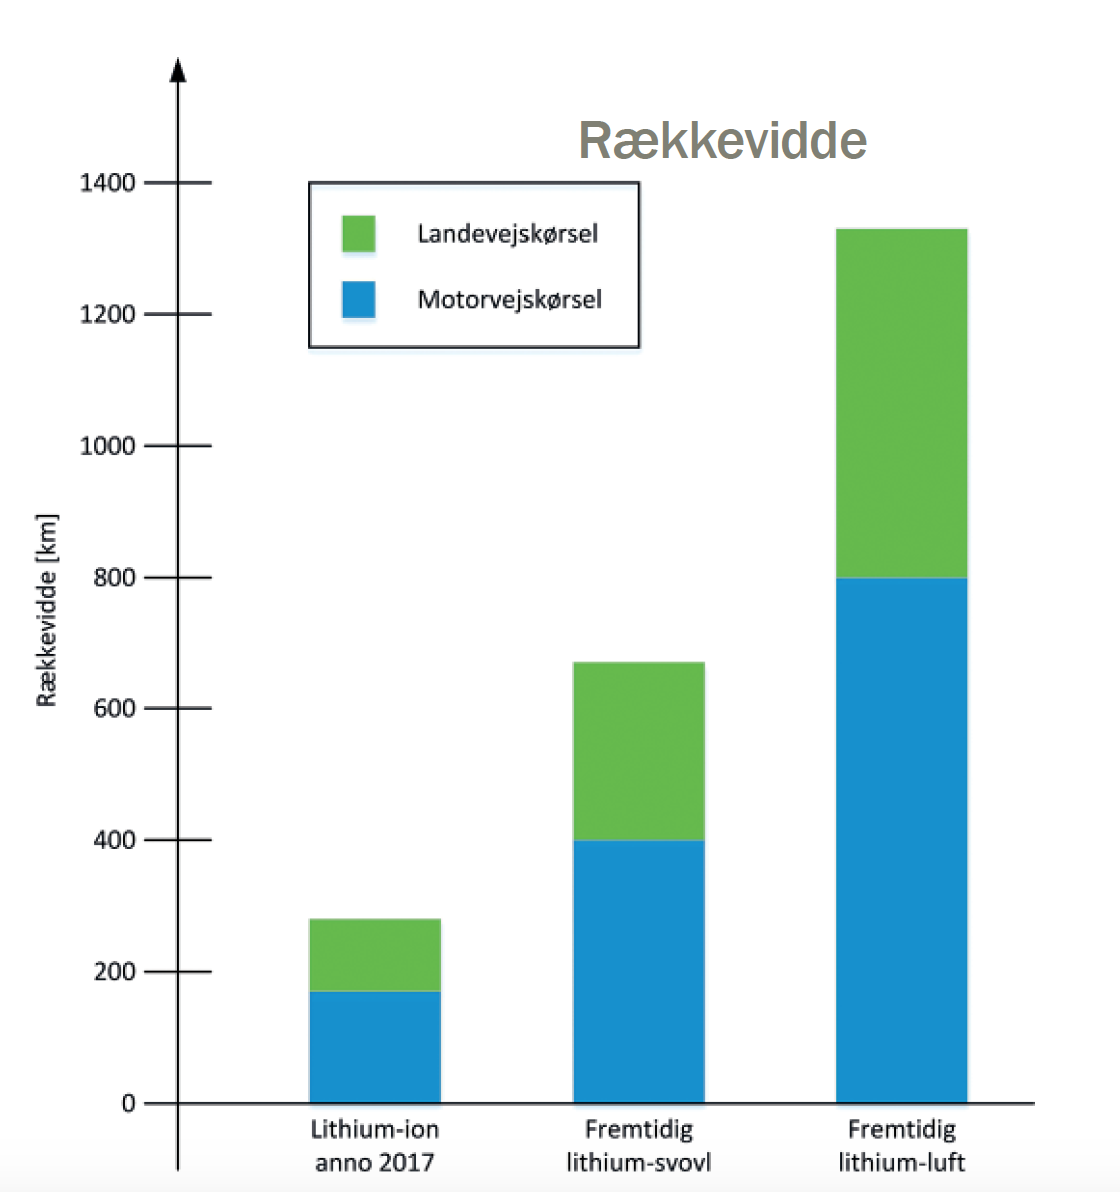 Rækkevidde
1400
Landevejskørsel
Motorvejskørsel
1200
1000
800
Rækkevidde [km]
600
400
200
0
Lithium-ion
anno 2017
Fremtidig
lithium-svovl
Fremtidig
lithium-luft